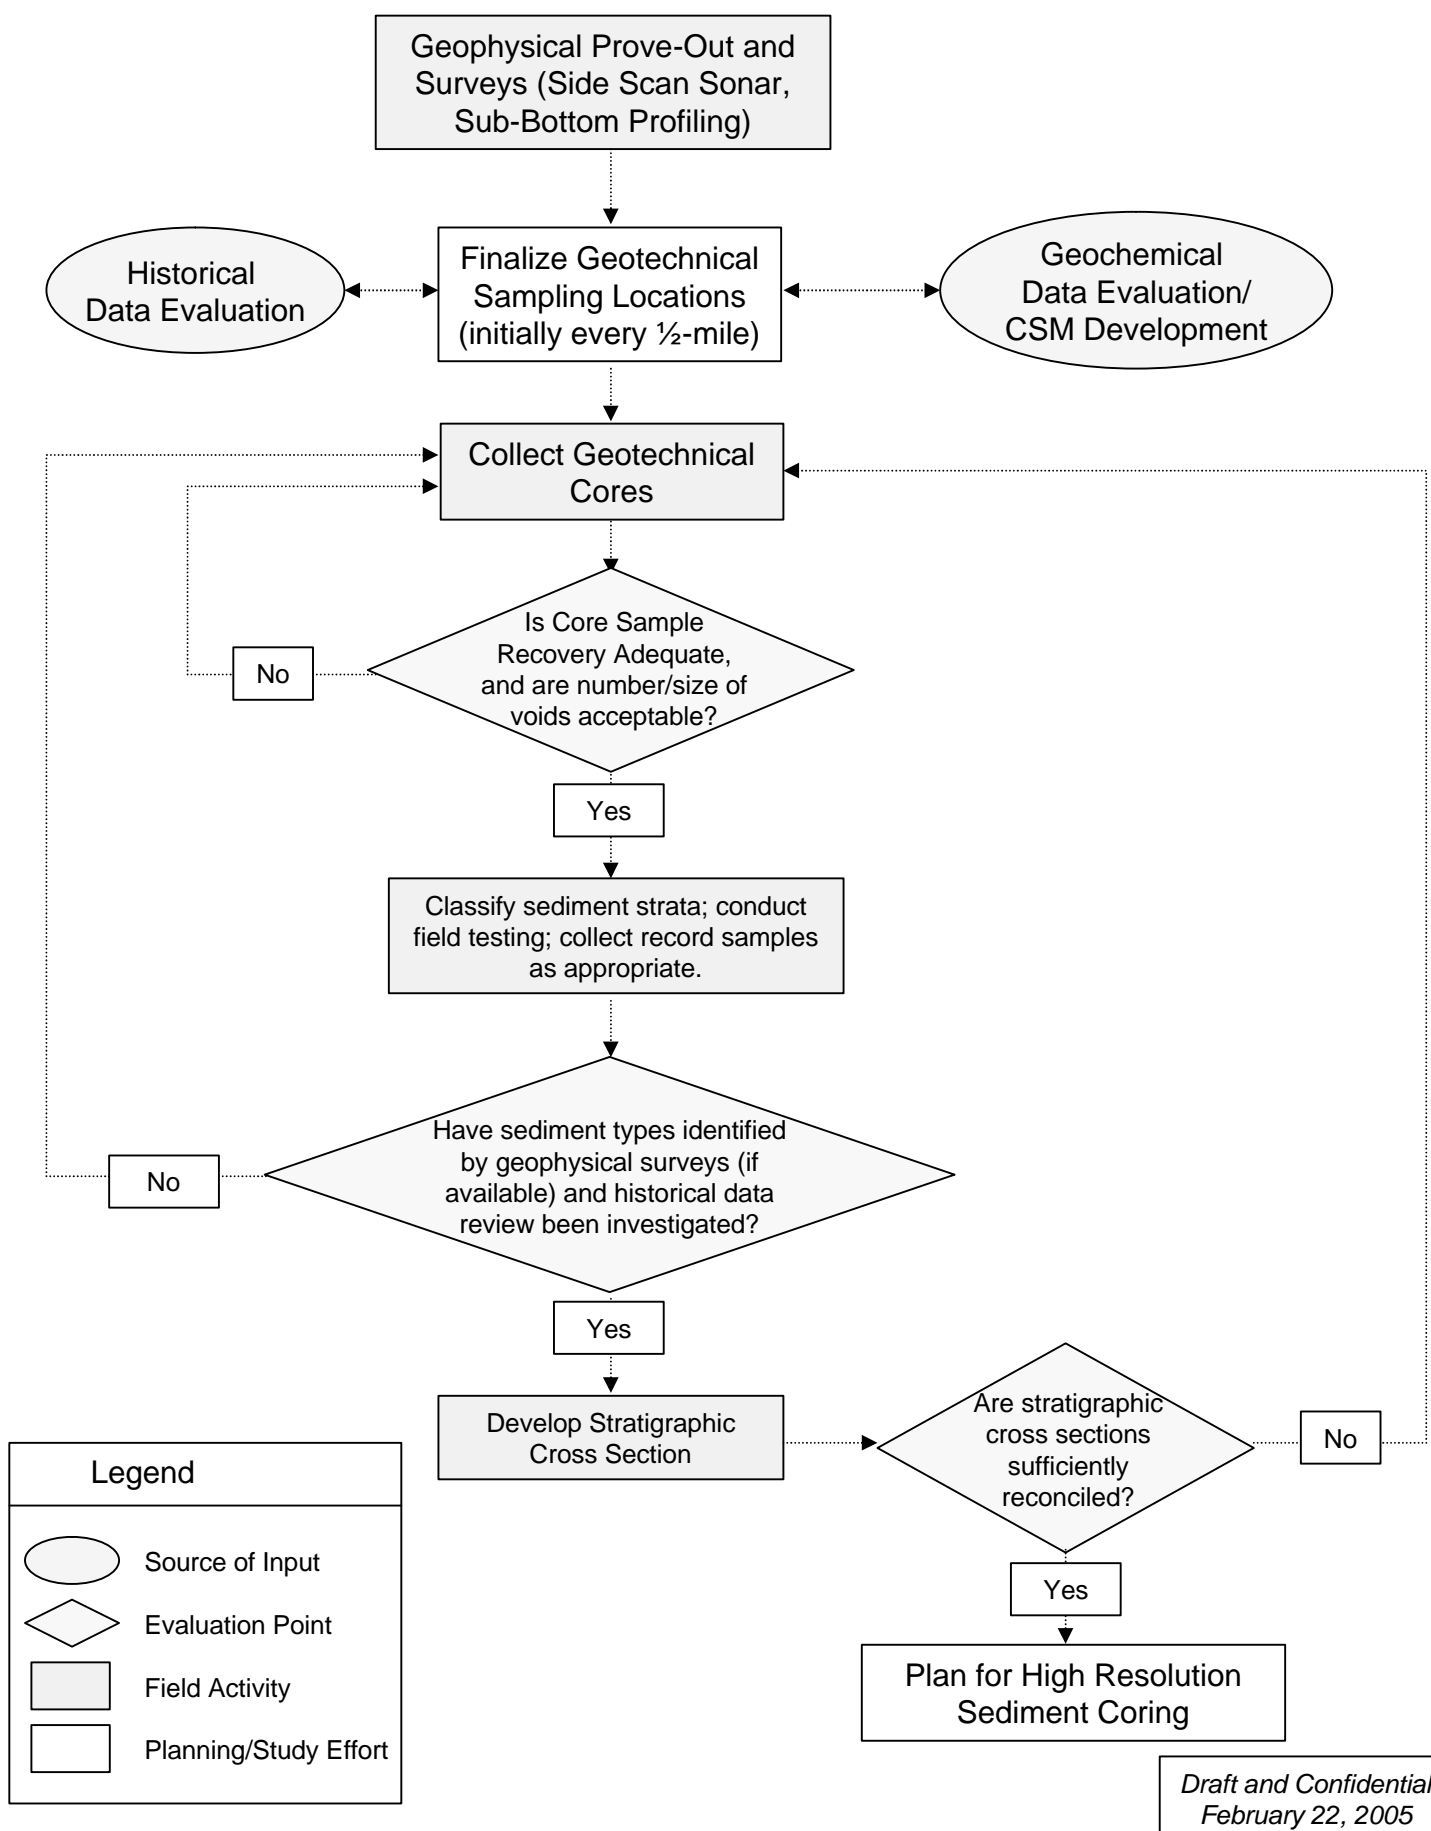 Geophysical Prove-Out and
Surveys (Side Scan Sonar,
Sub-Bottom Profiling)
Historical
Data Evaluation
Finalize Geotechnical
Sampling Locations
(initially every ½-mile)
Geochemical
Data Evaluation/
CSM Development
Collect Geotechnical
Cores
Is Core Sample
Recovery Adequate,
and are number/size of
voids acceptable?
No
Yes
Classify sediment strata; conduct
field testing; collect record samples
as appropriate.
Have sediment types identified
by geophysical surveys (if
available) and historical data
review been investigated?
No
Yes
Develop Stratigraphic
Cross Section
Are stratigraphic
cross sections
sufficiently
reconciled?
No
Yes
Plan for High Resolution
Sediment Coring
Legend
Source of Input
Evaluation Point
Field Activity
Planning/Study Effort
Draft and Confidential
February 22, 2005